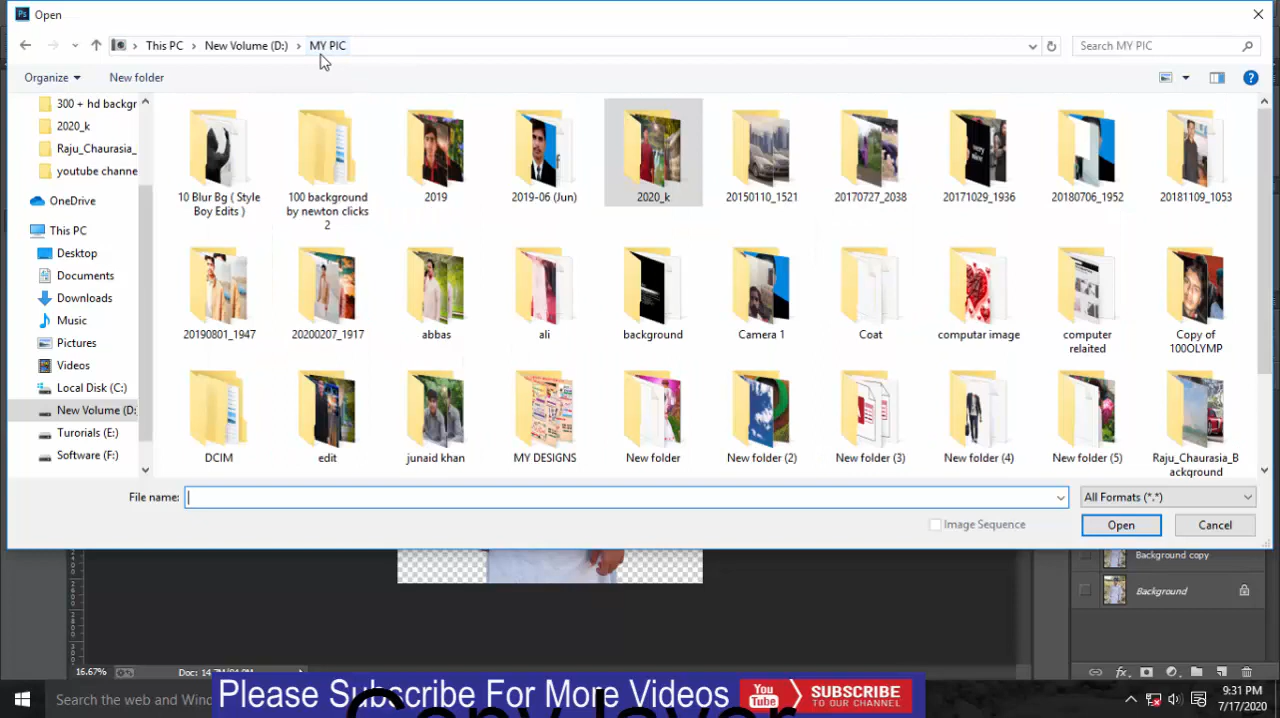 Open
This PC > New Volume (D:) > MY PIC
Search MY PIC
Organize
New folder
300 + hd backgr
2020_k
Raju_Chaurasia_
youtube channe
OneDrive
This PC
Desktop
Documents
Downloads
Music
Pictures
Videos
Local Disk (C:)
New Volume (D:
Turorials (E:)
Software (F:)
10 Blur Bg ( Style
Boy Edits )
100 background
by newton clicks
2
2019
2019-06 (Jun)
2020_k
20150110_1521
20170727_2038
20171029_1936
20180706_1952
20181109_1053
20190801_1947
20200207_1917
abbas
ali
background
Camera 1
Coat
computar image
computer
relaited
Copy of
100OLYMP
DCIM
edit
junaid khan
MY DESIGNS
New folder
New folder (2)
New folder (3)
New folder (4)
New folder (5)
Raju_Chaurasia_B
ackground
File name:
All Formats (*.*)
Image Sequence
Open
Cancel
Background copy
Background
16.67%
Search the web and Wind
Please Subscribe For More Videos
You Tube
SUBSCRIBE
TO OUR CHANNEL
Copy layer
9:31 PM
7/17/2020